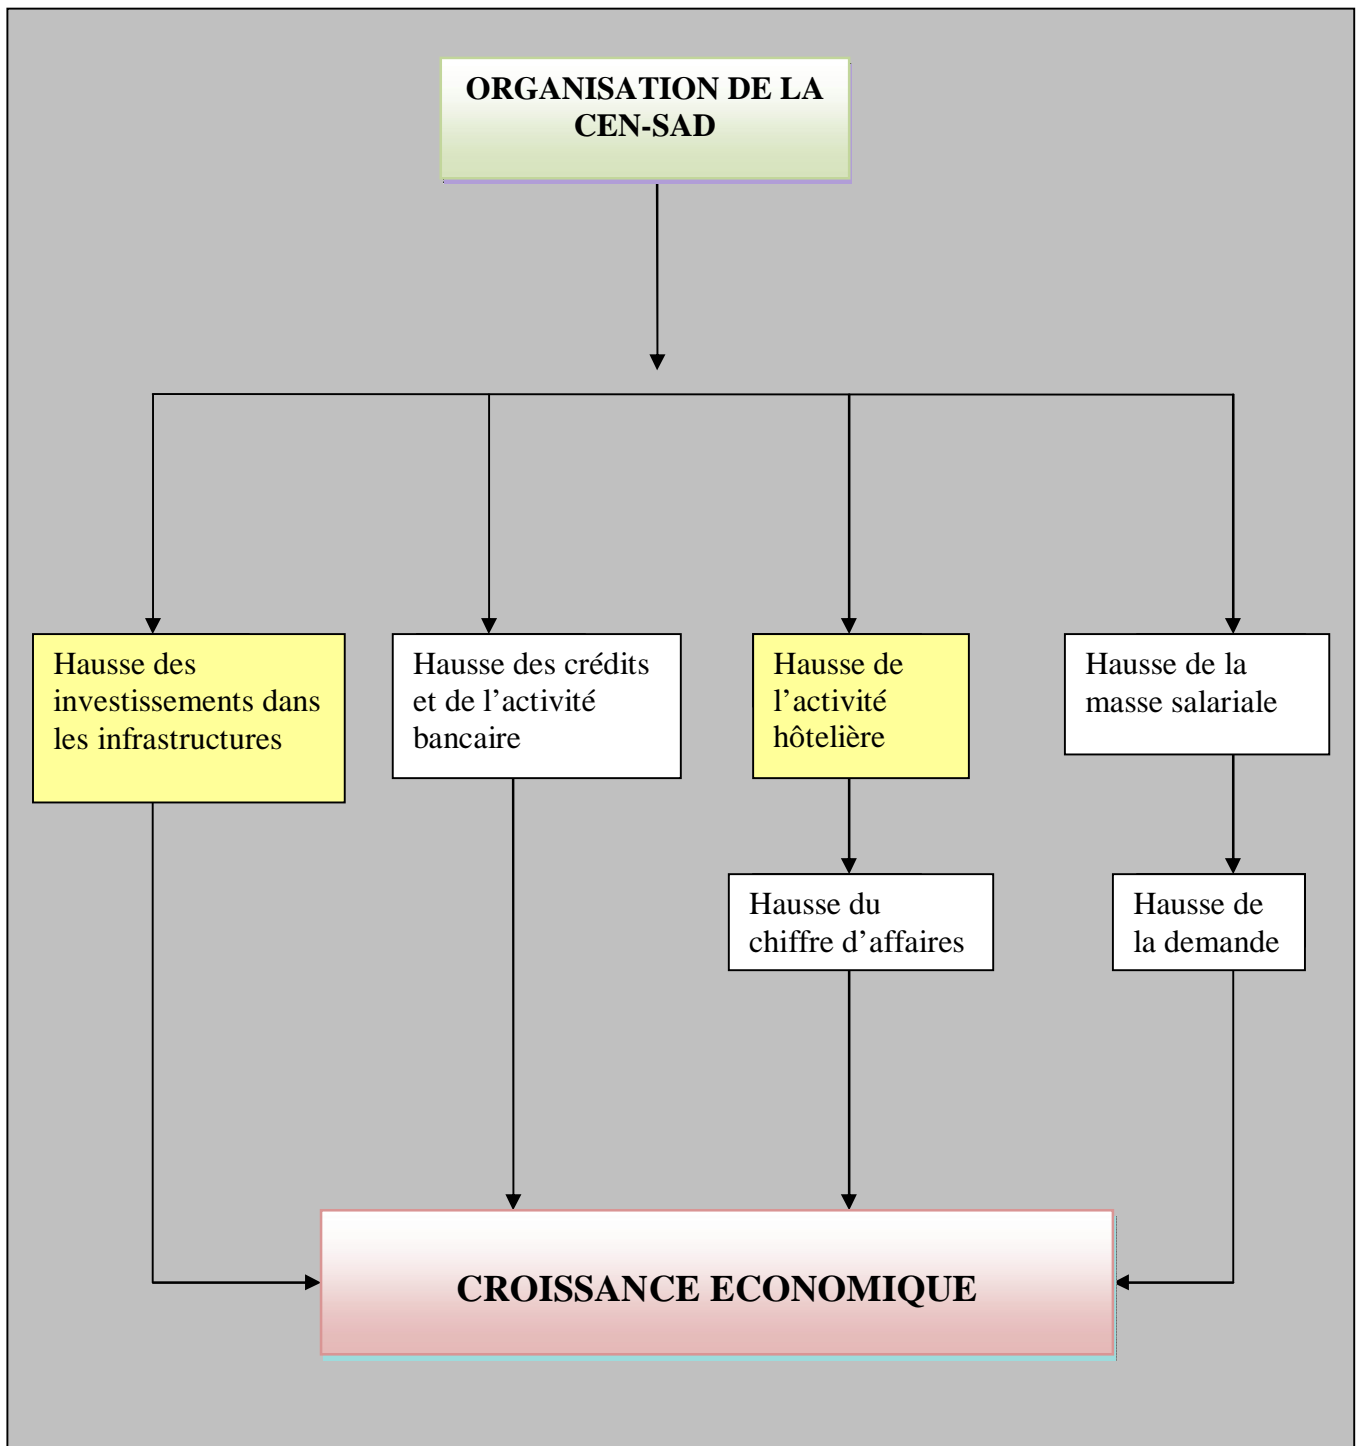 ORGANISATION DE LA
CEN-SAD
Hausse des
investissements dans
les infrastructures
Hausse des crédits
et de l’activité
bancaire
Hausse de
l’activité
hôtelière
Hausse de la
masse salariale
Hausse du
chiffre d’affaires
Hausse de
la demande
CROISSANCE ECONOMIQUE